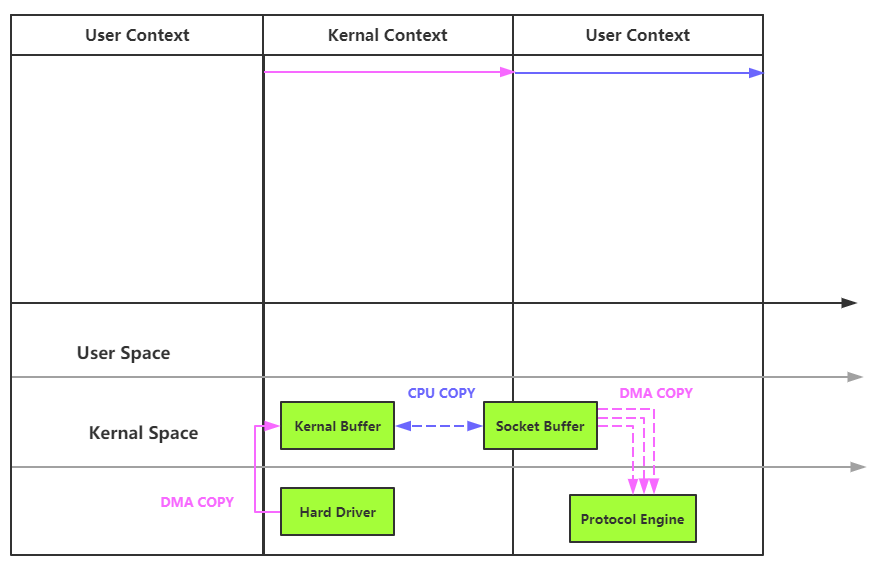 User Context
Kernal Context
User Context
User Space
CPU COPY
DMA COPY
Kernal Space
Kernal Buffer
Socket Buffer
DMA COPY
Hard Driver
Protocol Engine